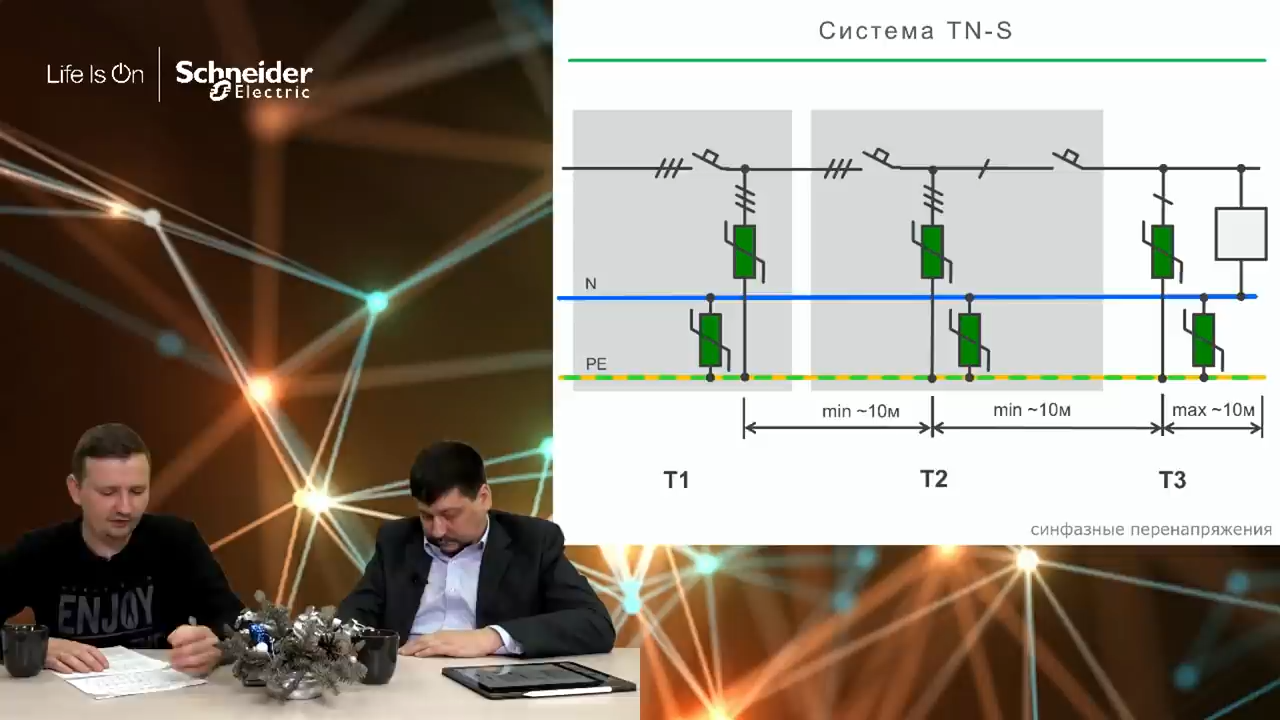 Life Is On
Schneider
Electric
Система TN-S
N
PE
min ~10м
min ~10м
max ~10м
T1
T2
T3
синфазные перенапряжения
ENJOY